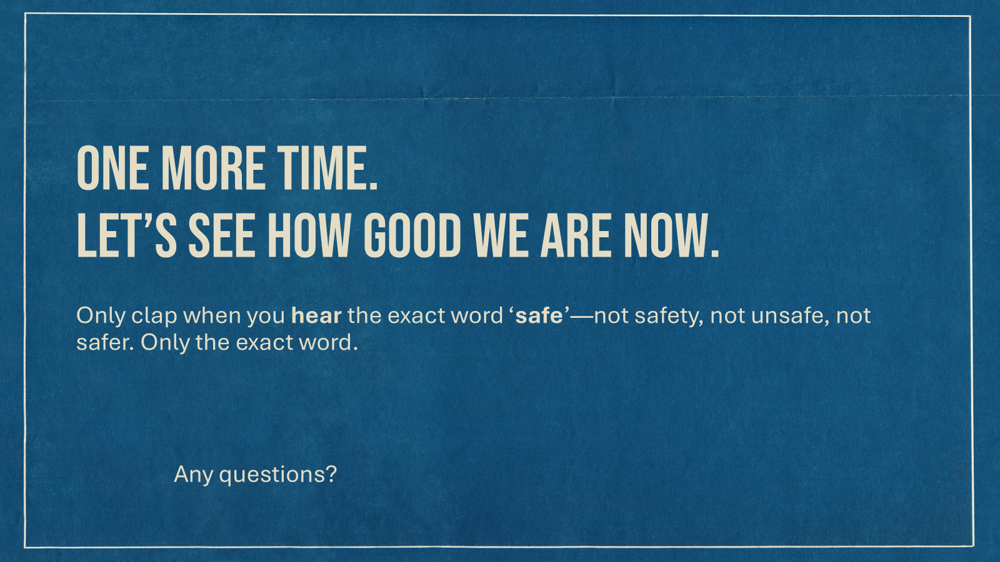 ONE MORE TIME.
LET’S SEE HOW GOOD WE ARE NOW.
Only clap when you hear the exact word ‘safe’—not safety, not unsafe, not
safer. Only the exact word.
Any questions?